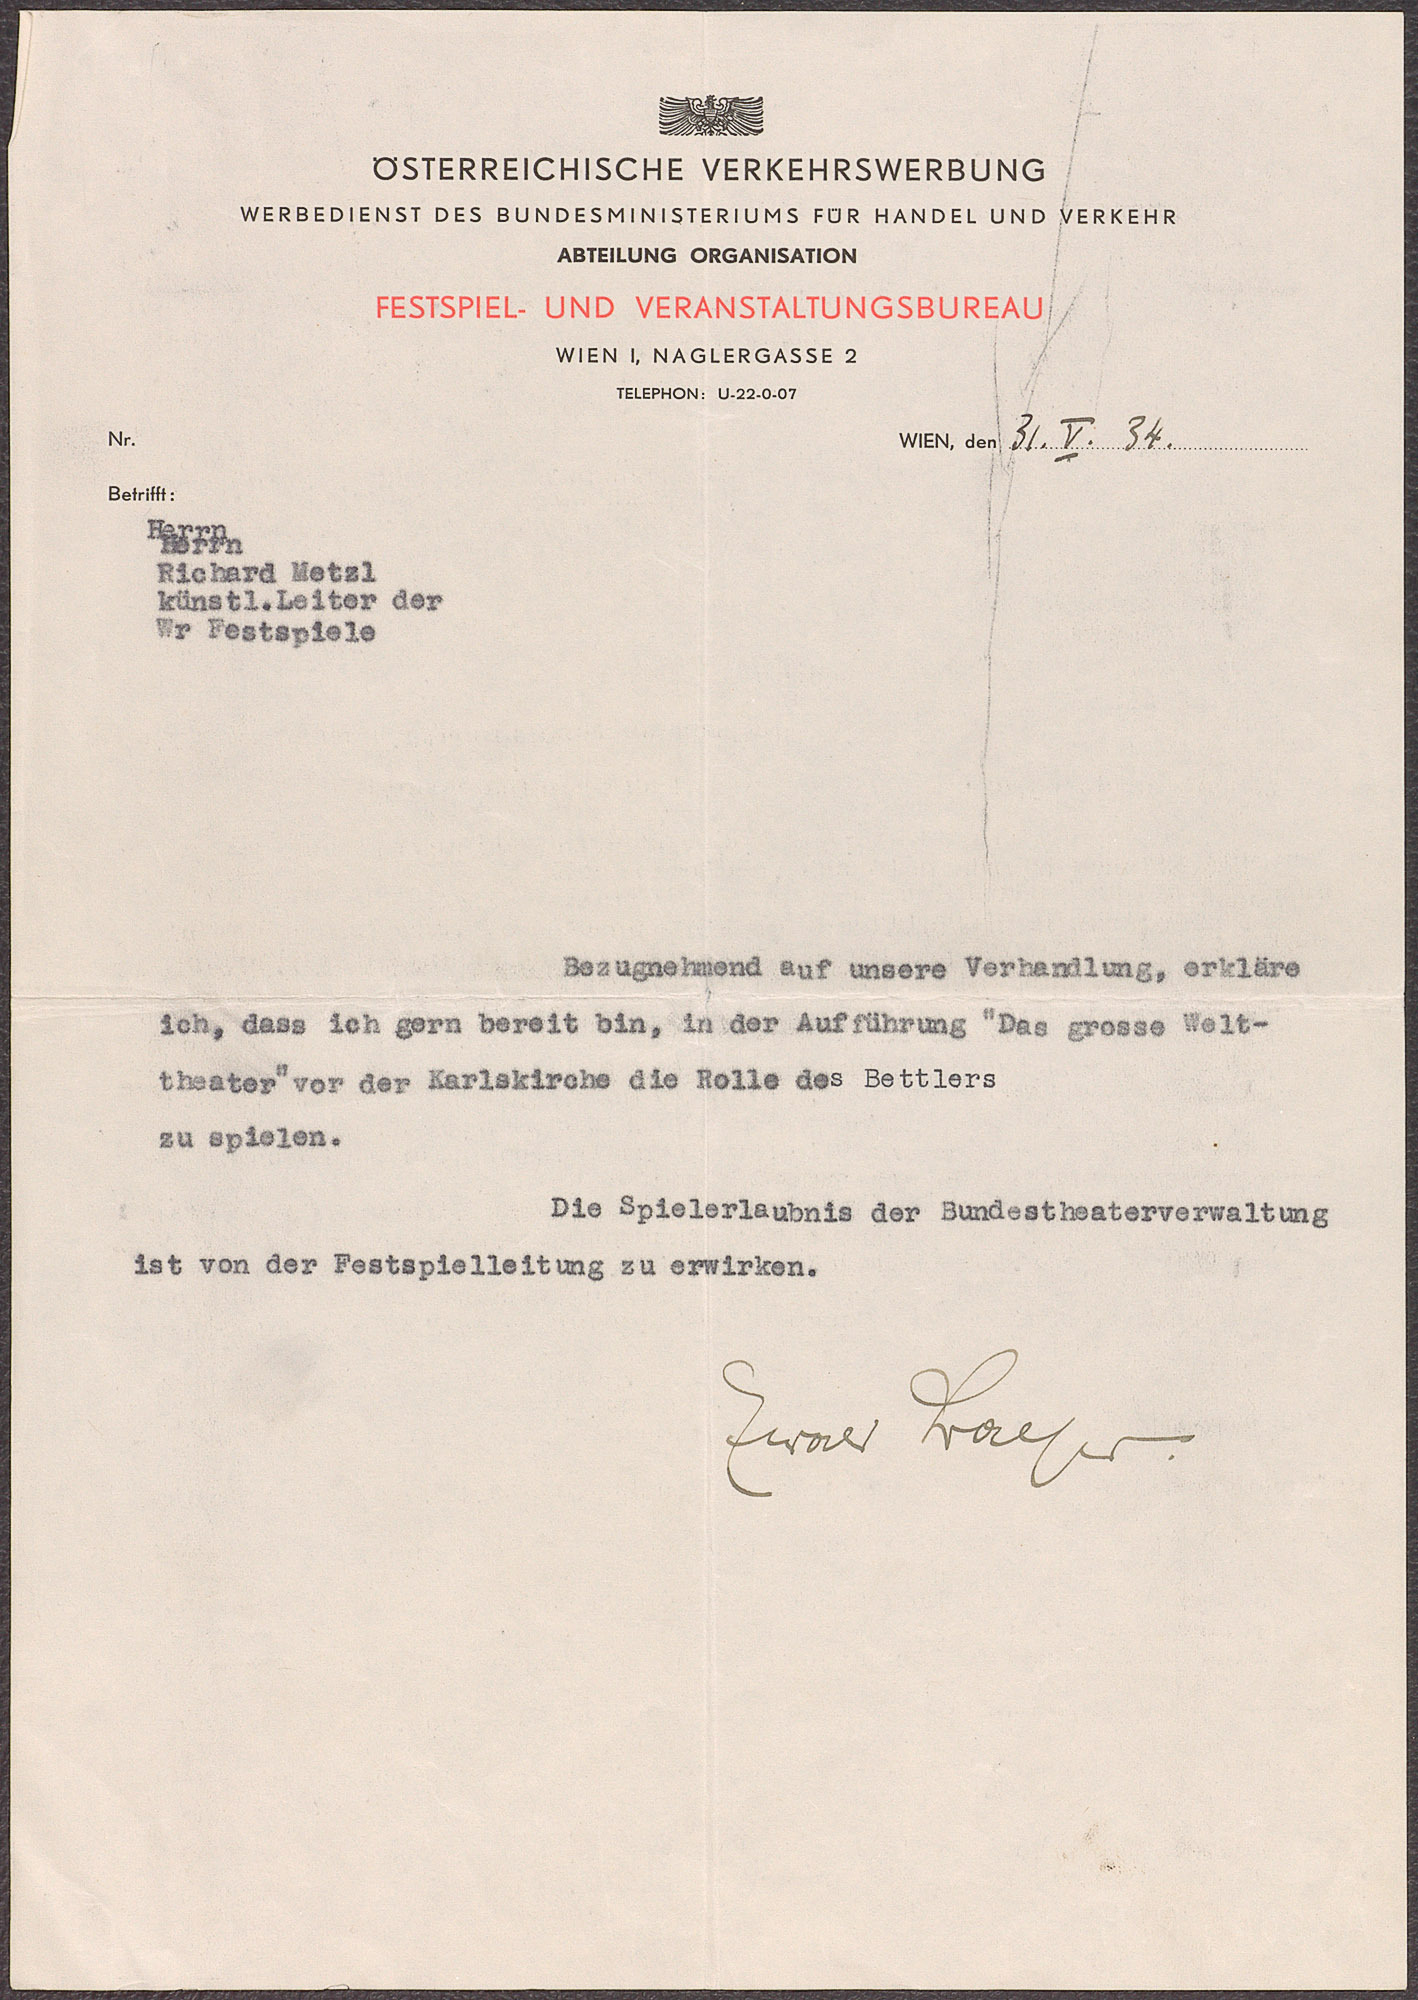 ÖSTERREICHISCHE VERKEHRSWERBUNG
WERBEDIENST DES BUNDESMINISTERIUMS FÜR HANDEL UND VERKEHR
ABTEILUNG ORGANISATION
FESTSPIEL- UND VERANSTALTUNGSBUREAU
WIEN I, NAGLERGASSE 2
TELEPHON: U-22-0-07
Nr.
WIEN, den 31. V. 34.
Betrifft:
Herrn
Herrn
Richard Metzl
künstl.Leiter der
Wr Festspiele
Bezugnehmend auf unsere Verhandlung, erkläre
ich, dass ich gern bereit bin, in der Aufführung "Das grosse Welt-
theater"vor der Karlskirche die Rolle des Bettlers
zu spielen.
Die Spielerlaubnis der Bundestheaterverwaltung
ist von der Festspielleitung zu erwirken.
Ewald Balser.